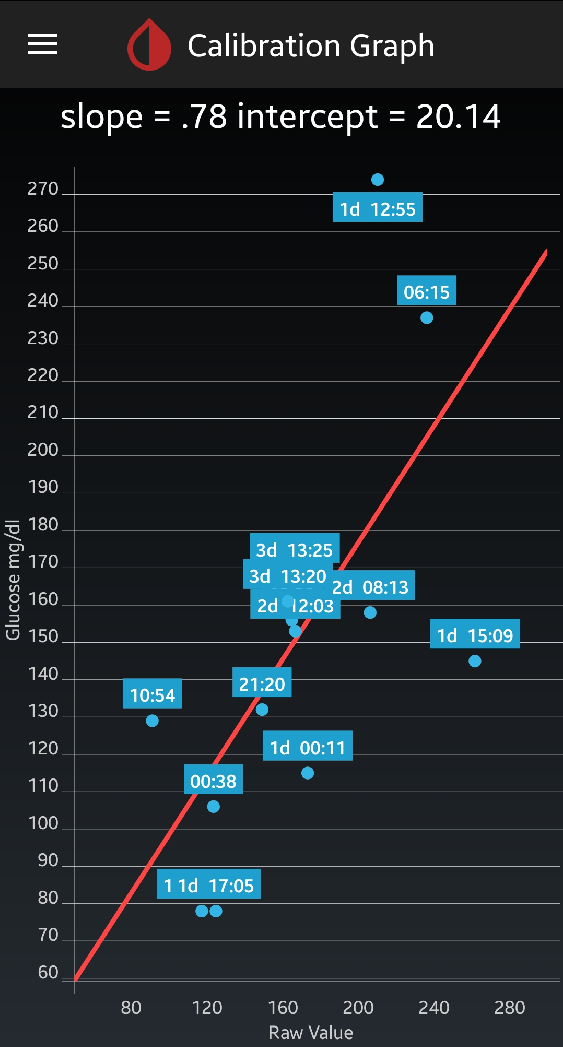 Calibration Graph
slope = .78 intercept = 20.14
270
260
250
240
230
220
210
200
190
180
170
160
150
140
130
120
110
100
90
80
70
60
Glucose mg/dl
1d 12:55
06:15
3d 13:25
3d 13:20
2d 08:13
2d 12:03
1d 15:09
21:20
10:54
1d 00:11
00:38
1 1d 17:05
80 120 160 200 240 280
Raw Value